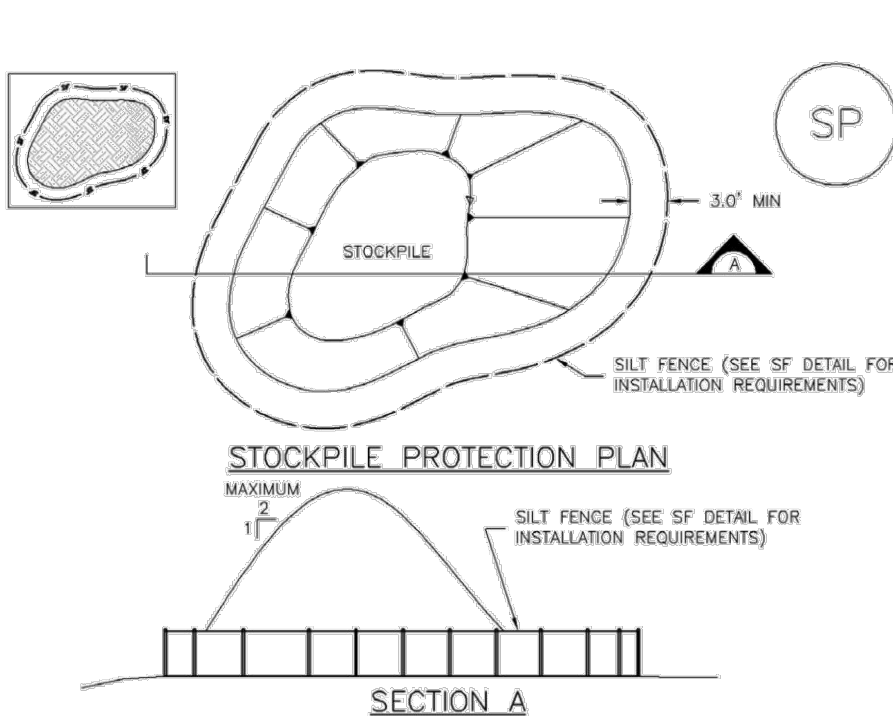 SP
3.0' MIN
STOCKPILE
A
SILT FENCE (SEE SF DETAIL FOR
INSTALLATION REQUIREMENTS)
STOCKPILE PROTECTION PLAN
MAXIMUM
2
1
SILT FENCE (SEE SF DETAIL FOR
INSTALLATION REQUIREMENTS)
SECTION A